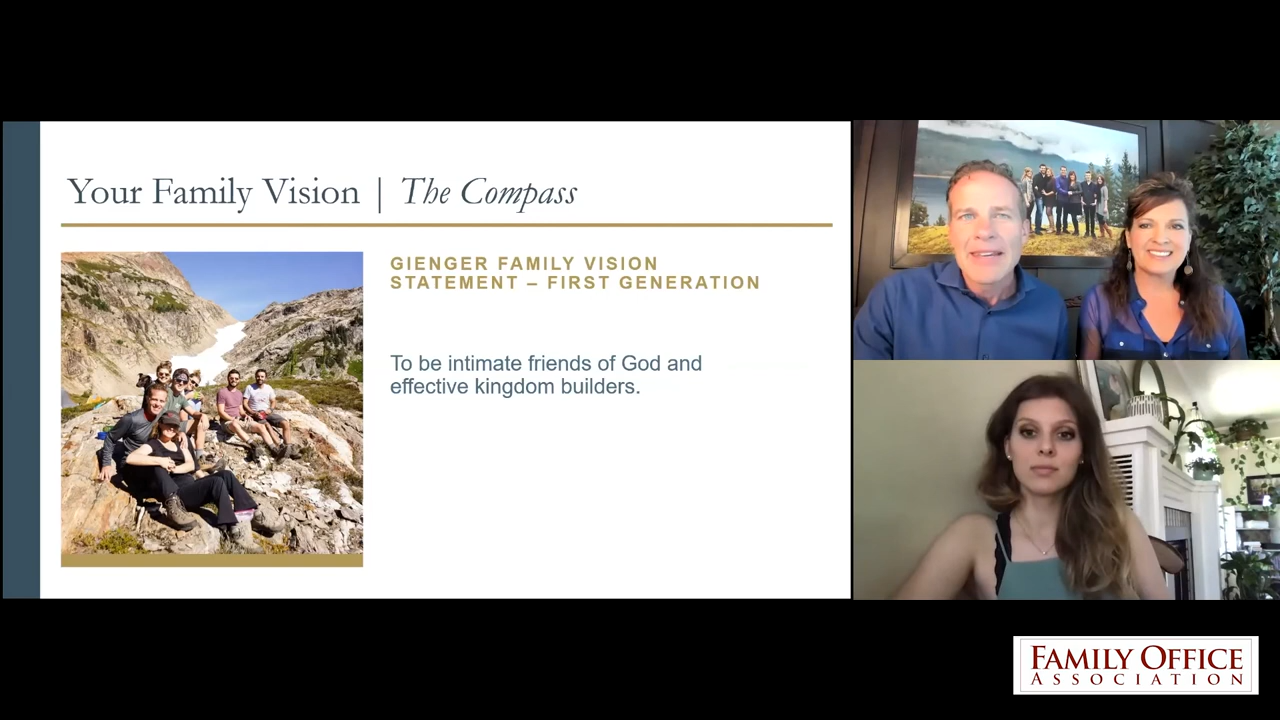 Your Family Vision | The Compass
GIENGER FAMILY VISION
STATEMENT – FIRST GENERATION
To be intimate friends of God and
effective kingdom builders.
FAMILY OFFICE
ASSOCIATION